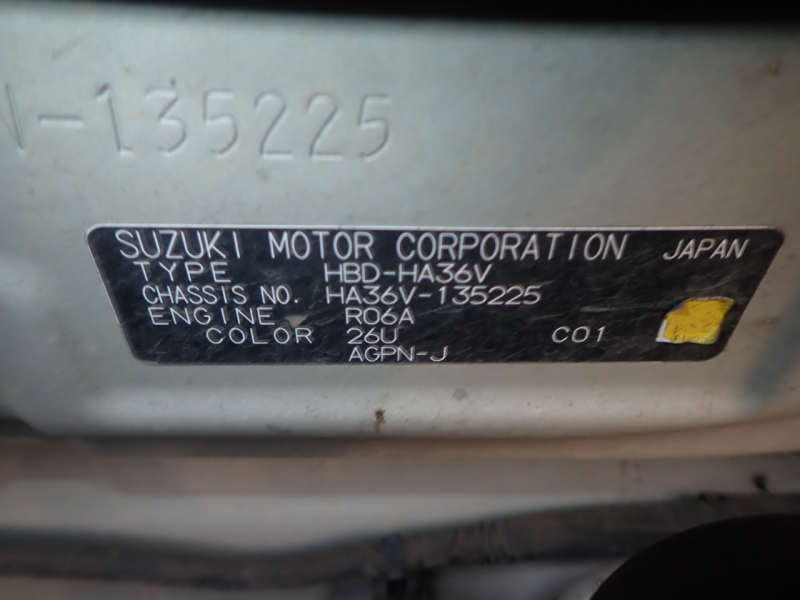 V-135225
SUZUKI MOTOR CORPORATION JAPAN
TYPE HBD-HA36V
CHASSIS NO. HA36V-135225
ENGINE R06A
COLOR 26U C01
AGPN-J